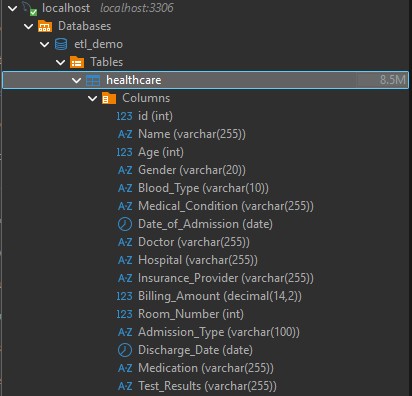 localhost localhost:3306
Databases
etl_demo
Tables
healthcare 8.5M
Columns
123 id (int)
A-Z Name (varchar(255))
123 Age (int)
A-Z Gender (varchar(20))
A-Z Blood_Type (varchar(10))
A-Z Medical_Condition (varchar(255))
Date_of_Admission (date)
A-Z Doctor (varchar(255))
A-Z Hospital (varchar(255))
A-Z Insurance_Provider (varchar(255))
123 Billing_Amount (decimal(14,2))
123 Room_Number (int)
A-Z Admission_Type (varchar(100))
Discharge_Date (date)
A-Z Medication (varchar(255))
A-Z Test_Results (varchar(255))